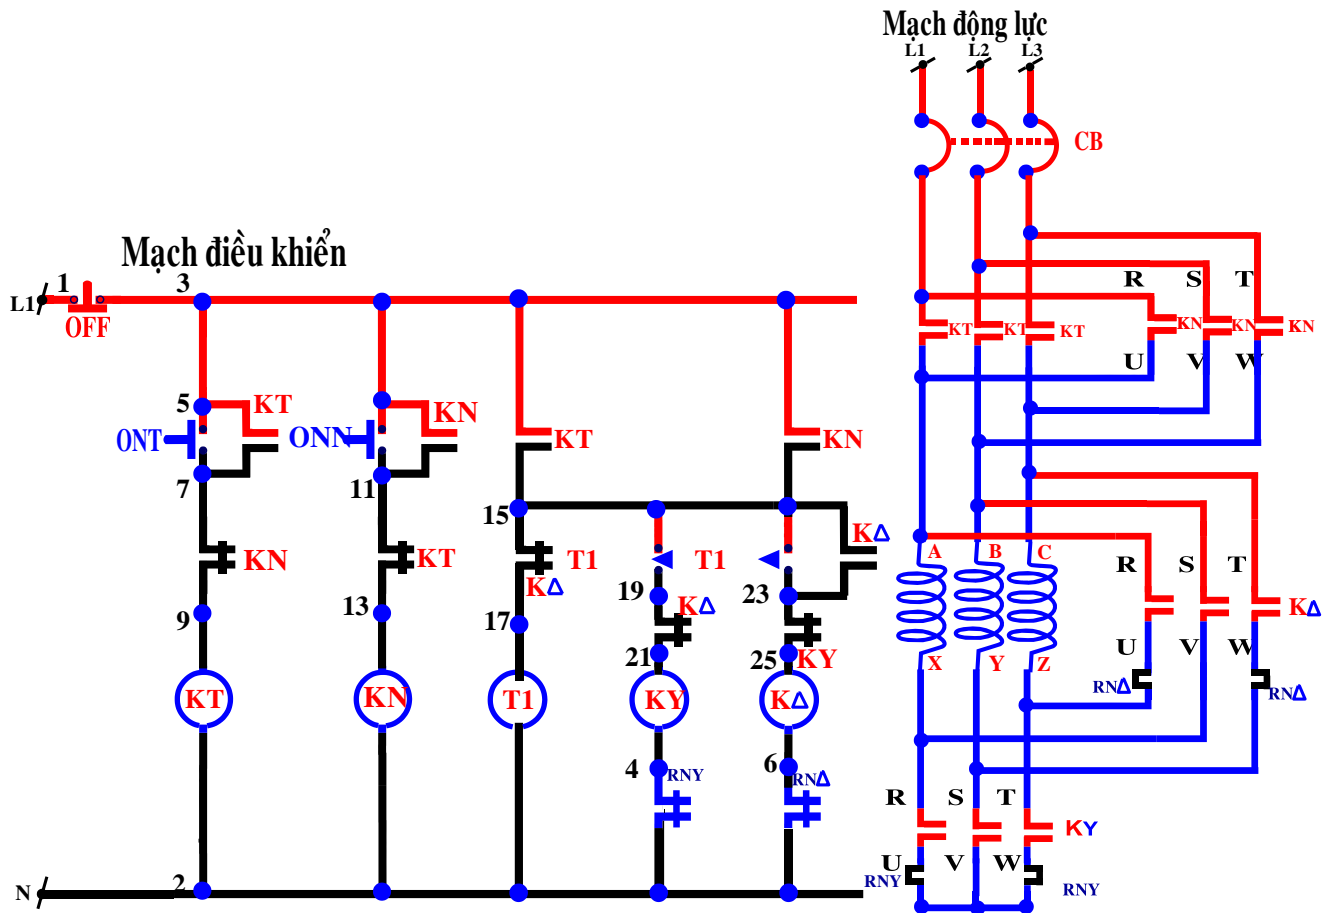 Mạch động lực
L1 L2 L3
CB
Mạch điều khiển
L1 1 OFF 3
R S T
KT KT KT KN KN KN
U V W
5 KT KN
ONT ONN
KT KN
7 11 15
KN KT T1 T1 KΔ
KΔ
9 13 17 19 KΔ 23
21 25 KY
KT KN T1 KY KΔ
4 RNY 6 RNΔ
N 2
A B C
R S T
KΔ
X Y Z
U V W
RNΔ RNΔ
R S T
KY
U V W
RNY RNY